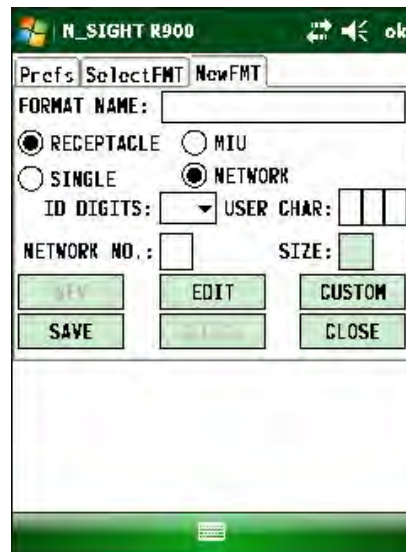 N_SIGHT R900 ok
Prefs SelectFMT NewFMT
FORMAT NAME:
RECEPTACLE MIU
SINGLE NETWORK
ID DIGITS: USER CHAR:
NETWORK NO.: SIZE:
EDIT CUSTOM
SAVE CLOSE